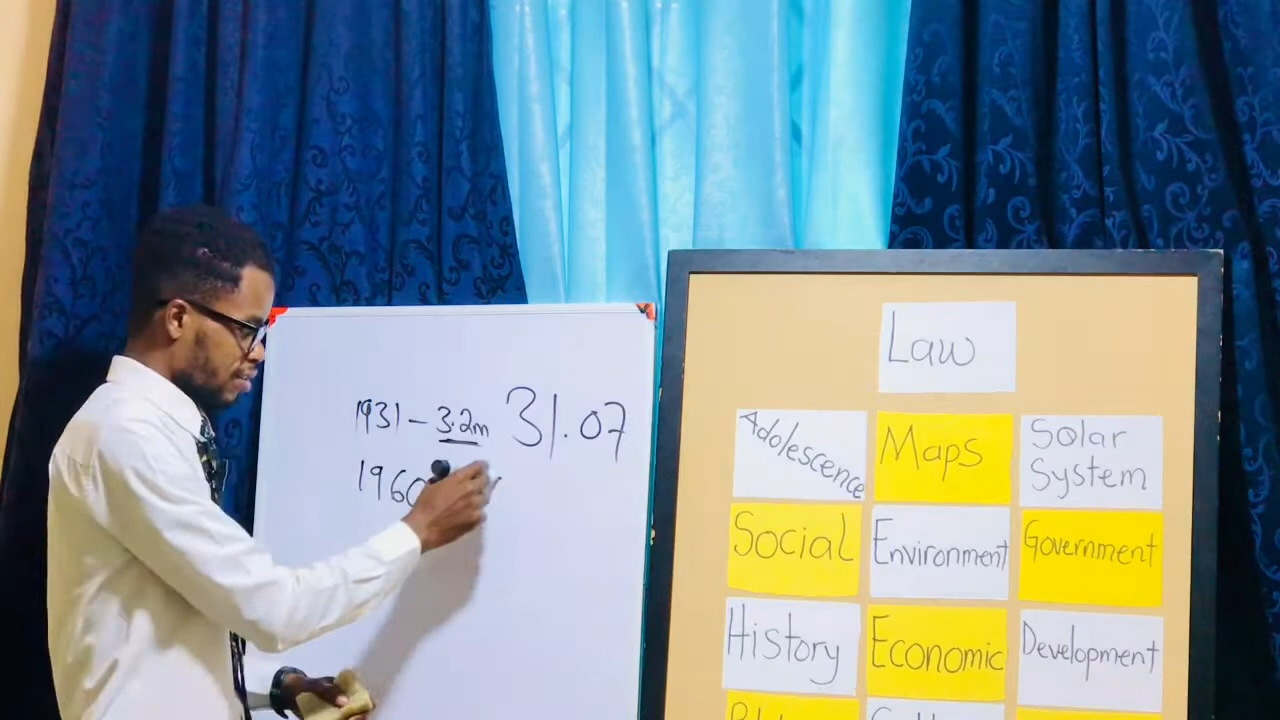 1931 - 3.2m 31.07
1960
Law
Adolescence
Maps
Solar
System
Social
Environment
Government
History
Economic
Development